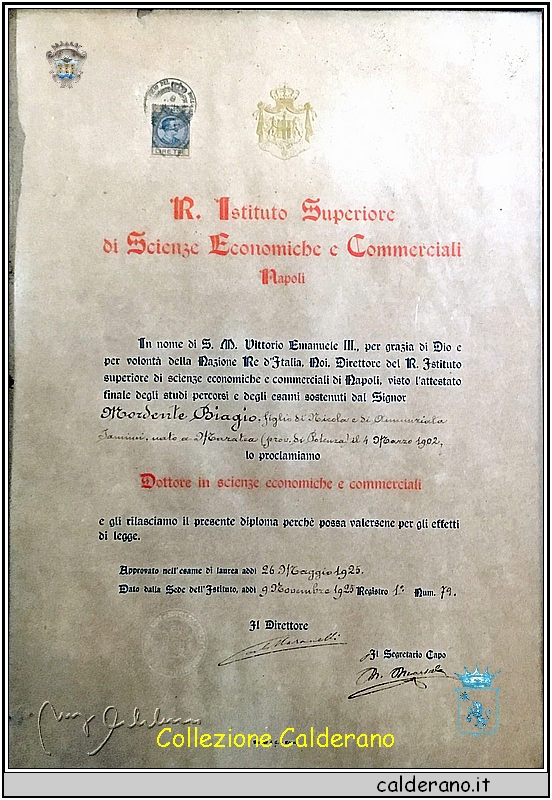 LIRE TRE
R. Istituto Superiore
di Scienze Economiche e Commerciali
Napoli
In nome di S. M. Vittorio Emanuele III., per grazia di Dio e
per volontà della Nazione Re d'Italia. Noi, Direttore del R. Istituto
superiore di scienze economiche e commerciali di Napoli, visto l'attestato
finale degli studi percorsi e degli esami sostenuti dal Signor
Mordente Biagio, figlio di Nicola e di Annunziata
Iannini, nato a Maratea (prov. di Potenza) il 4 Marzo 1902,
lo proclamiamo
Dottore in scienze economiche e commerciali
e gli rilasciamo il presente diploma perchè possa valersene per gli effetti
di legge.
Approvato nell'esame di laurea addì 26 Maggio 1925.
Dato dalla Sede dell'Istituto, addì 9 Novembre 1925 Registro 1° Num. 79.
Il Direttore
Il Segretario Capo
Collezione Calderano
calderano.it